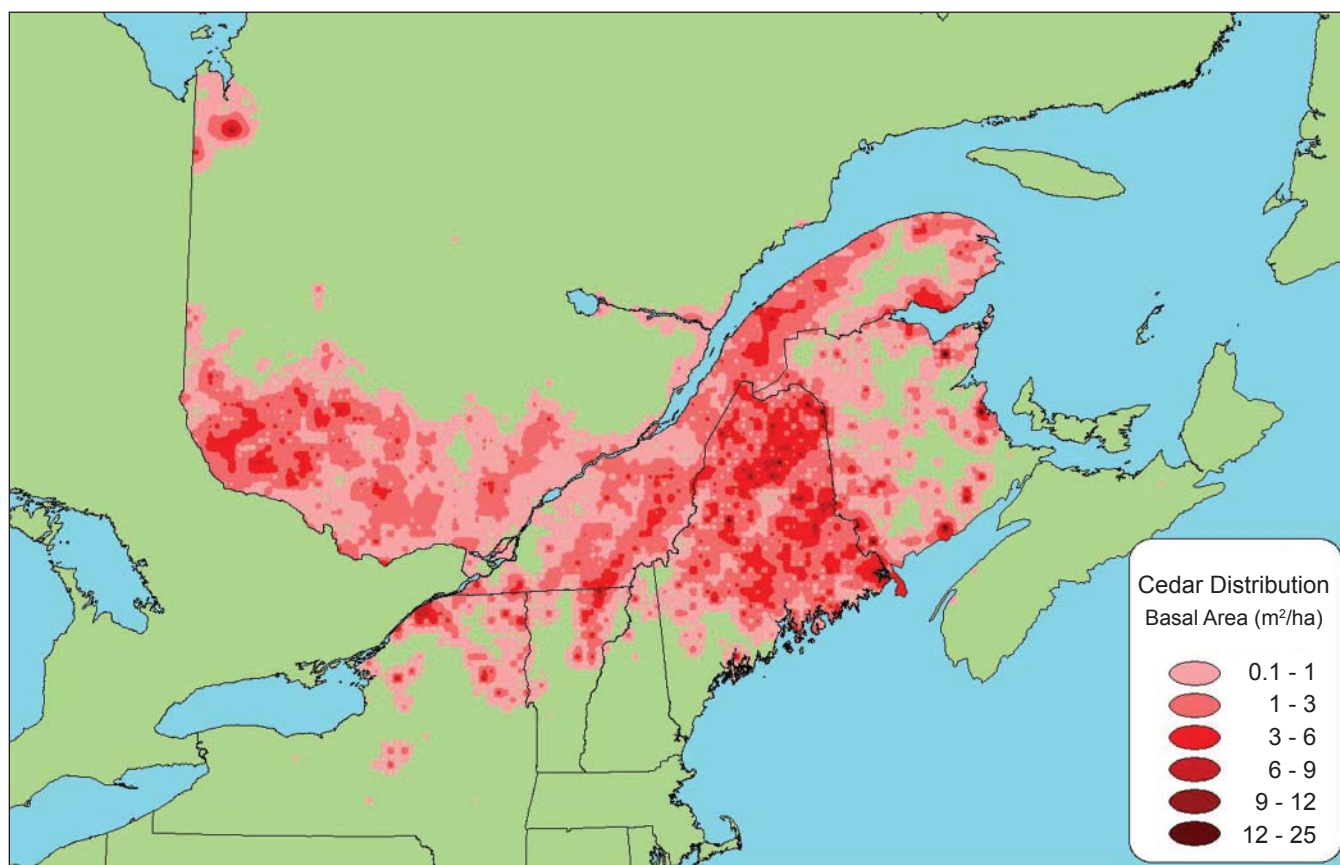 Cedar Distribution
Basal Area (m²/ha)
0.1 - 1
1 - 3
3 - 6
6 - 9
9 - 12
12 - 25